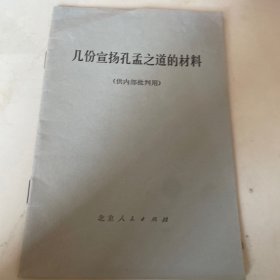 几份宣扬孔孟之道的材料
(供内部批判用)
北京人民出版社